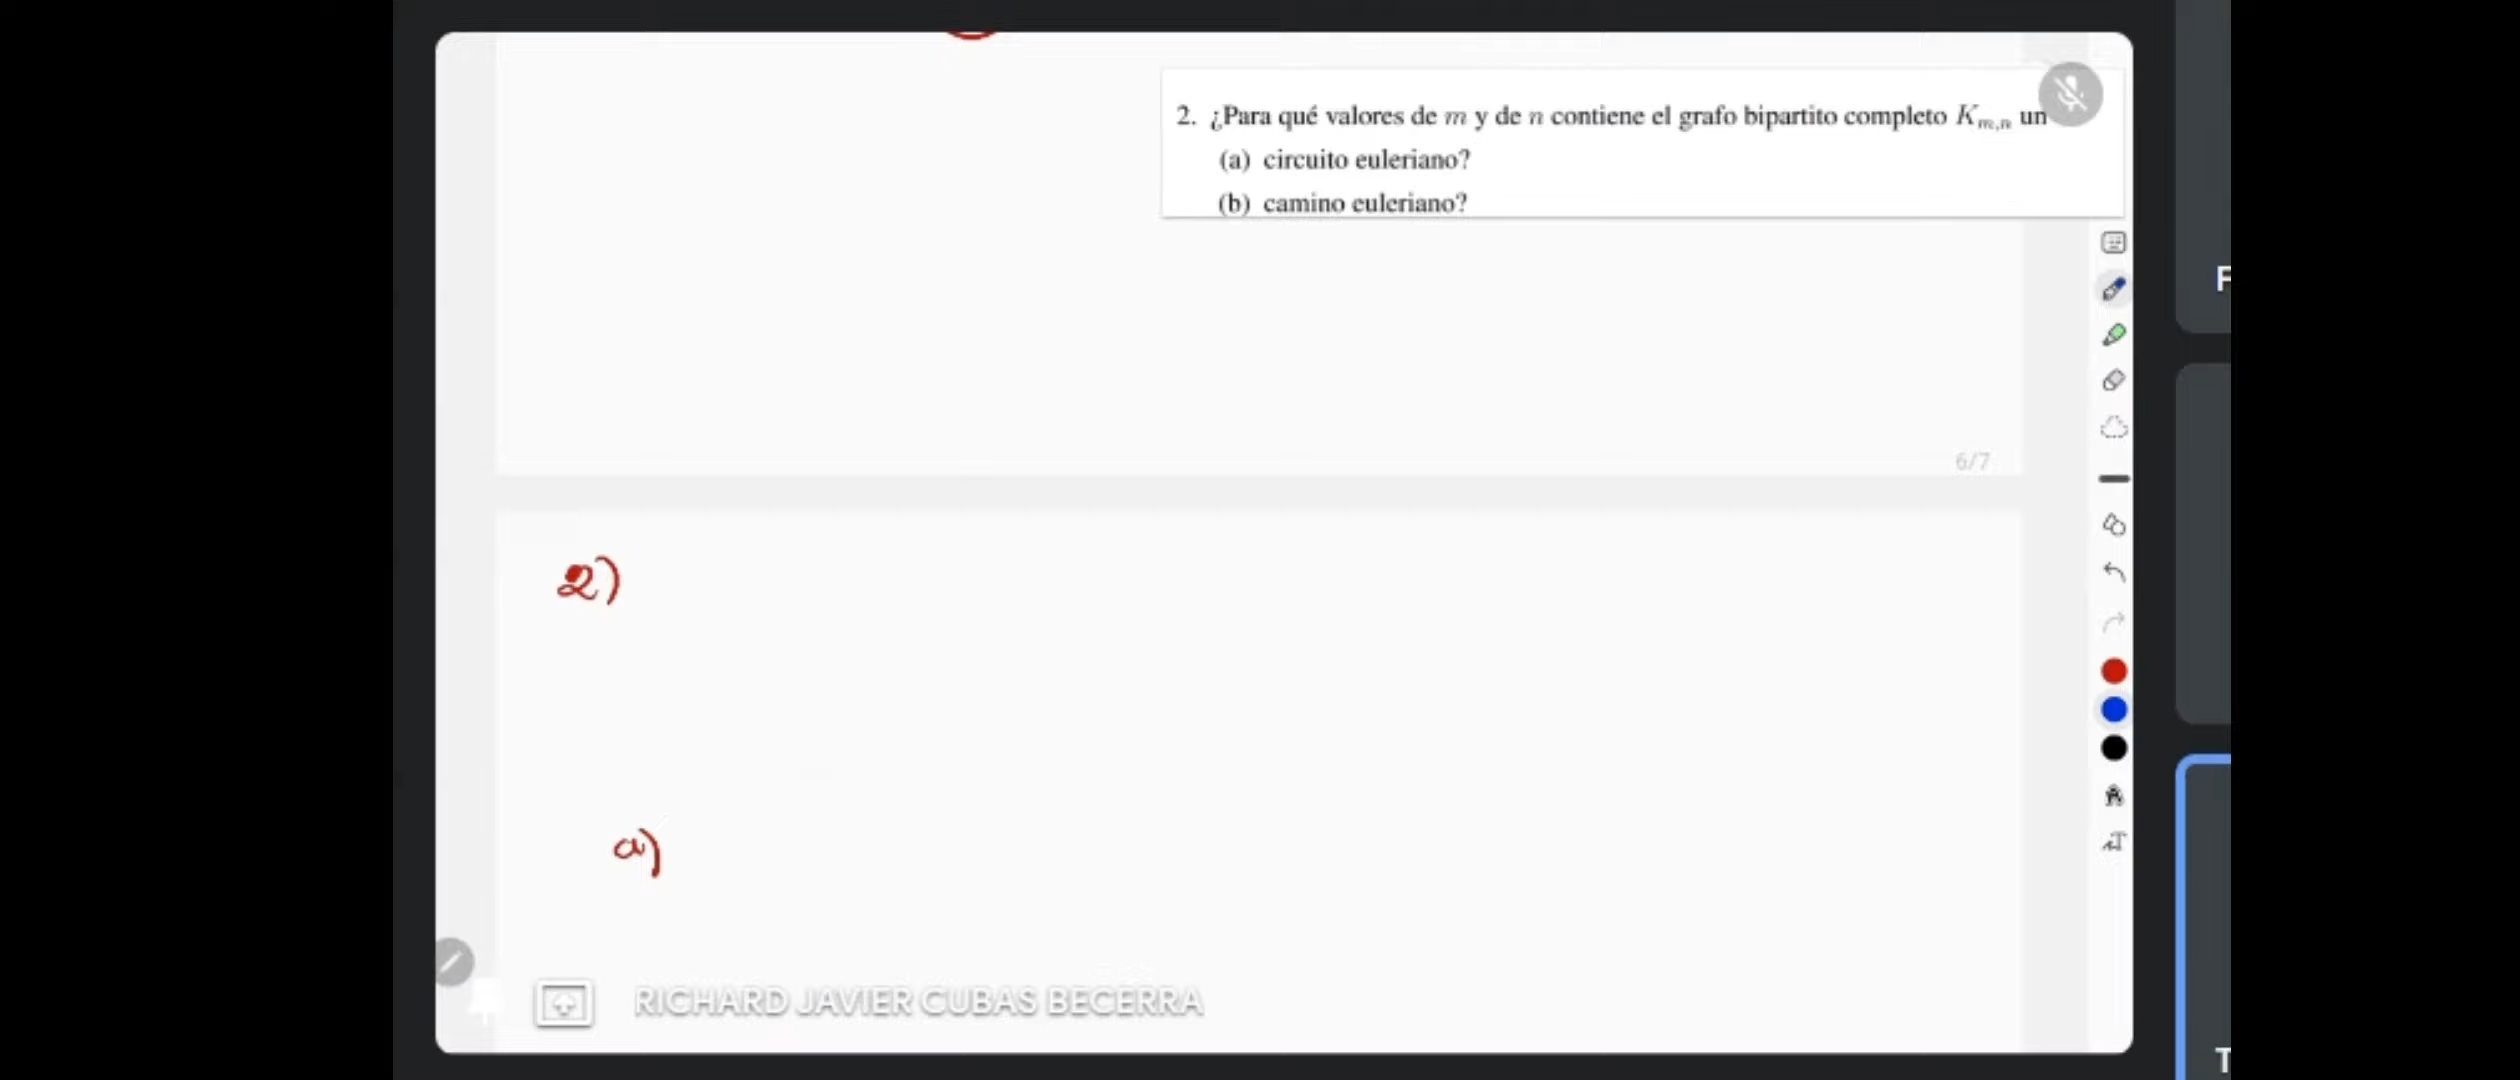 2. ¿Para qué valores de m y de n contiene el grafo bipartito completo Km,n un
(a) circuito euleriano?
(b) camino euleriano?
F
6/7
2)
a)
RICHARD JAVIER CUBAS BECERRA
T